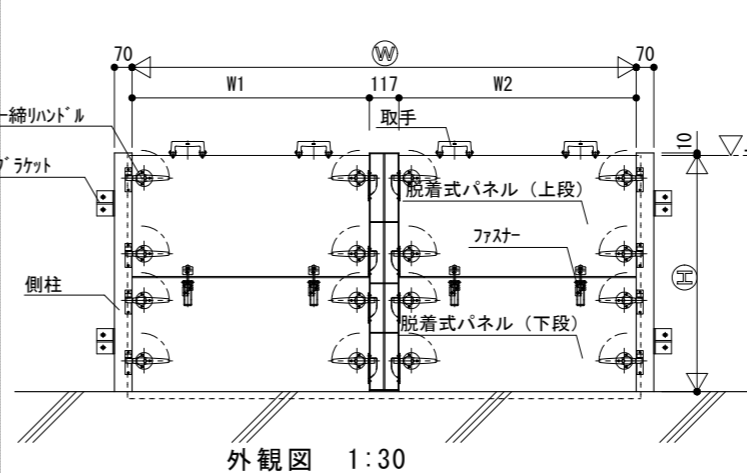 70
W
70
W1
117
W2
ー締リハンドル
取手
10
ブラケット
脱着式パネル（上段）
ファスナー
H
側柱
脱着式パネル（下段）
外観図 1:30